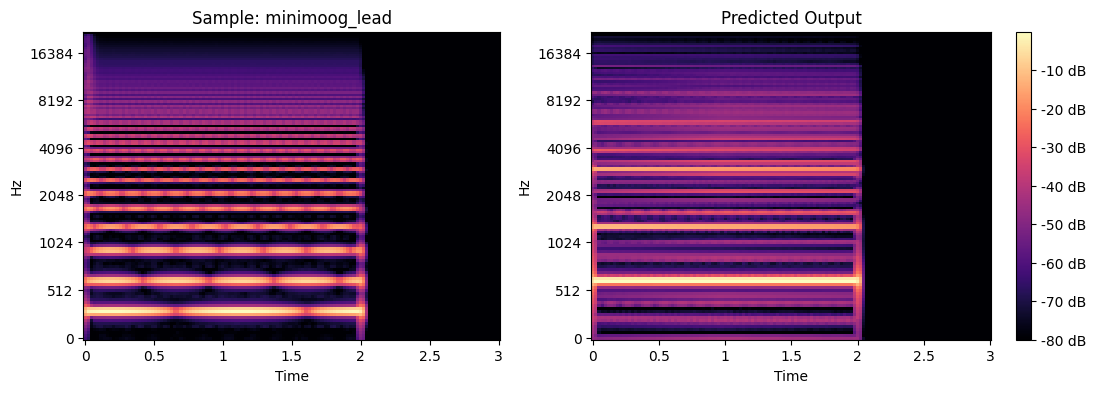 Sample: minimoog_lead
Hz
16384
8192
4096
2048
1024
512
0
0
0.5
1
1.5
2
2.5
3
Time
Predicted Output
Hz
16384
8192
4096
2048
1024
512
0
0
0.5
1
1.5
2
2.5
3
Time
-10 dB
-20 dB
-30 dB
-40 dB
-50 dB
-60 dB
-70 dB
-80 dB